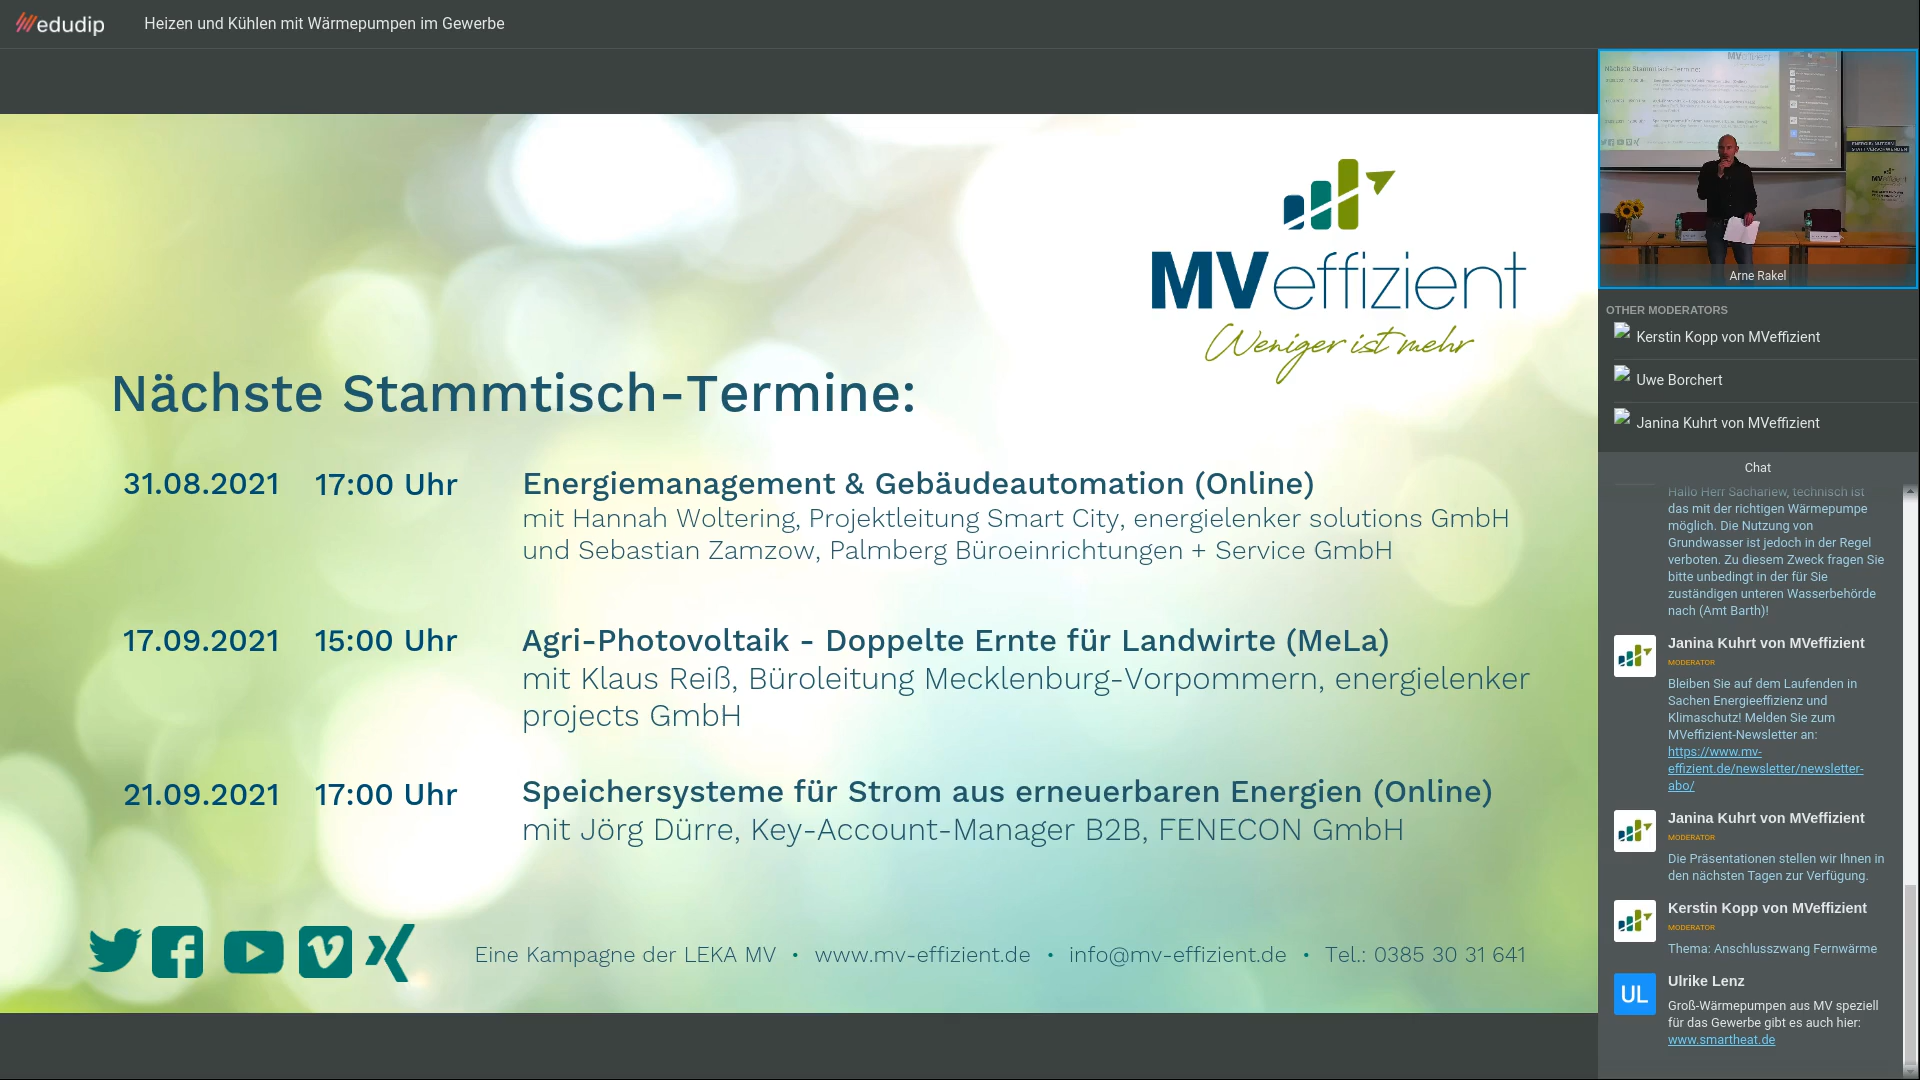 edudip
Heizen und Kühlen mit Wärmepumpen im Gewerbe
MVeffizient
Weniger ist mehr
Nächste Stammtisch-Termine:
31.08.2021 17:00 Uhr Energiemanagement & Gebäudeautomation (Online)
mit Hannah Woltering, Projektleitung Smart City, energielenker solutions GmbH
und Sebastian Zamzow, Palmberg Büroeinrichtungen + Service GmbH
17.09.2021 15:00 Uhr Agri-Photovoltaik - Doppelte Ernte für Landwirte (MeLa)
mit Klaus Reiß, Büroleitung Mecklenburg-Vorpommern, energielenker
projects GmbH
21.09.2021 17:00 Uhr Speichersysteme für Strom aus erneuerbaren Energien (Online)
mit Jörg Dürre, Key-Account-Manager B2B, FENECON GmbH
Eine Kampagne der LEKA MV • www.mv-effizient.de • info@mv-effizient.de • Tel.: 0385 30 31 641
MVeffizient
Nächste Stammtisch-Termine:
ENERGIE NUTZEN
STATT VERSCHWENDEN
Arne Rakel
OTHER MODERATORS
Kerstin Kopp von MVeffizient
Uwe Borchert
Janina Kuhrt von MVeffizient
Chat
Hallo Herr Sachariew, technisch ist
das mit der richtigen Wärmepumpe
möglich. Die Nutzung von
Grundwasser ist jedoch in der Regel
verboten. Zu diesem Zweck fragen Sie
bitte unbedingt in der für Sie
zuständigen unteren Wasserbehörde
nach (Amt Barth)!
Janina Kuhrt von MVeffizient
MODERATOR
Bleiben Sie auf dem Laufenden in
Sachen Energieeffizienz und
Klimaschutz! Melden Sie zum
MVeffizient-Newsletter an:
https://www.mv-
effizient.de/newsletter/newsletter-
abo/
Janina Kuhrt von MVeffizient
MODERATOR
Die Präsentationen stellen wir Ihnen in
den nächsten Tagen zur Verfügung.
Kerstin Kopp von MVeffizient
MODERATOR
Thema: Anschlusszwang Fernwärme
UL
Ulrike Lenz
Groß-Wärmepumpen aus MV speziell
für das Gewerbe gibt es auch hier:
www.smartheat.de